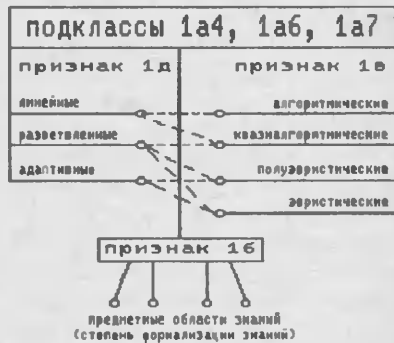 подклассы 1а4, 1а6, 1а7
признак 1д
признак 1в
линейные
алгоритмические
разветвленные
квазиалгоритмические
адаптивные
полуэвристические
эвристические
признак 1б
предметные области знаний
(степень формализации знаний)